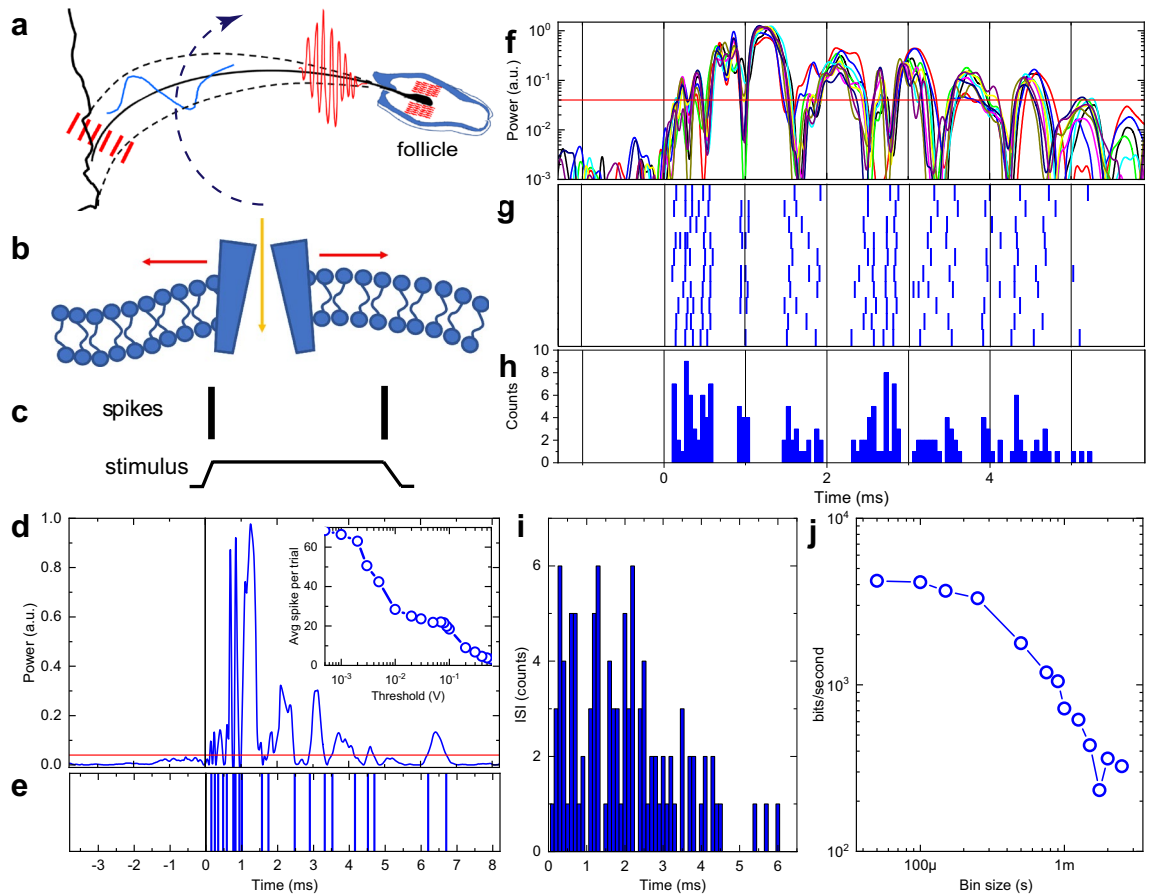 a
follicle
b
c
spikes
stimulus
d
Power (a.u.)
1.0
0.8
0.6
0.4
0.2
0.0
Avg spike per trial
60
40
20
0
10⁻³ 10⁻² 10⁻¹
Threshold (V)
e
-3 -2 -1 0 1 2 3 4 5 6 7 8
Time (ms)
f
Power (a.u.)
10⁰
10⁻¹
10⁻²
10⁻³
g
h
Counts
10
8
6
4
2
0
0 2 4
Time (ms)
i
ISI (counts)
6
4
2
0
0 1 2 3 4 5 6
Time (ms)
j
bits/second
10⁴
10³
10²
100µ 1m
Bin size (s)